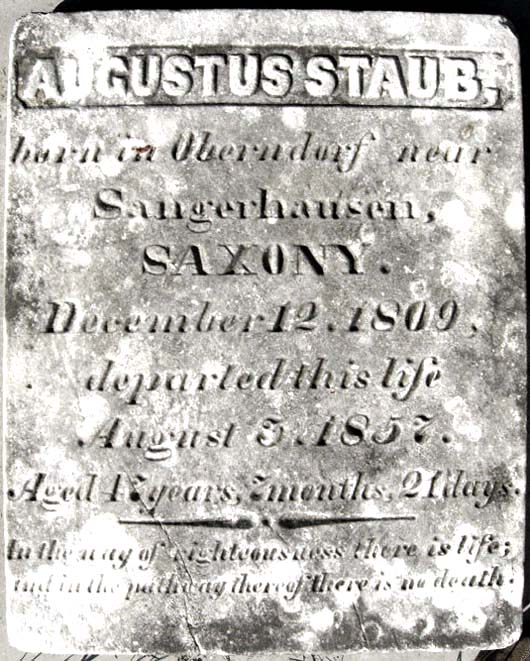 AUGUSTUS STAUB,
born in Oberndorf near
Sangerhausen,
SAXONY.
December 12. 1809,
departed this life
August 3. 1857.
Aged 47 years, 7 months, 21 days.
In the way of righteousness there is life;
and in the pathway thereof there is no death.